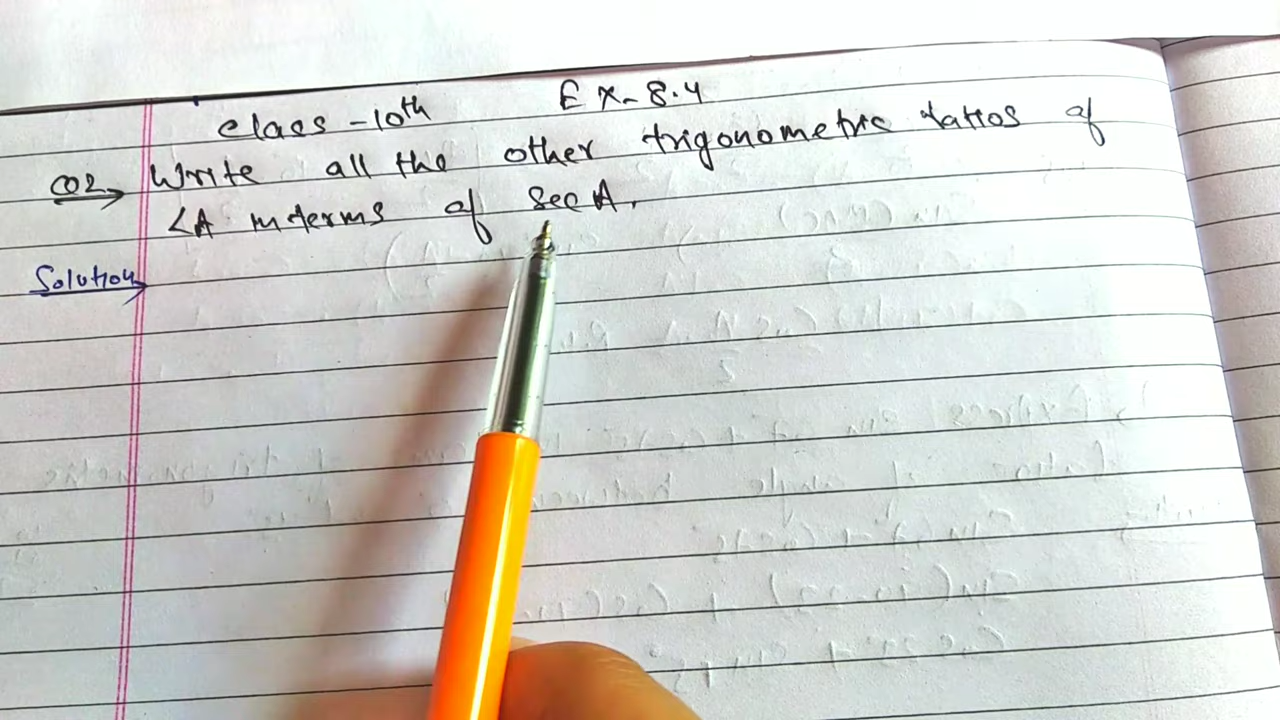 Class - 10th Ex- 8.4
Q2 Write all the other trigonometric ratios of
∠A in terms of sec A.
Solution